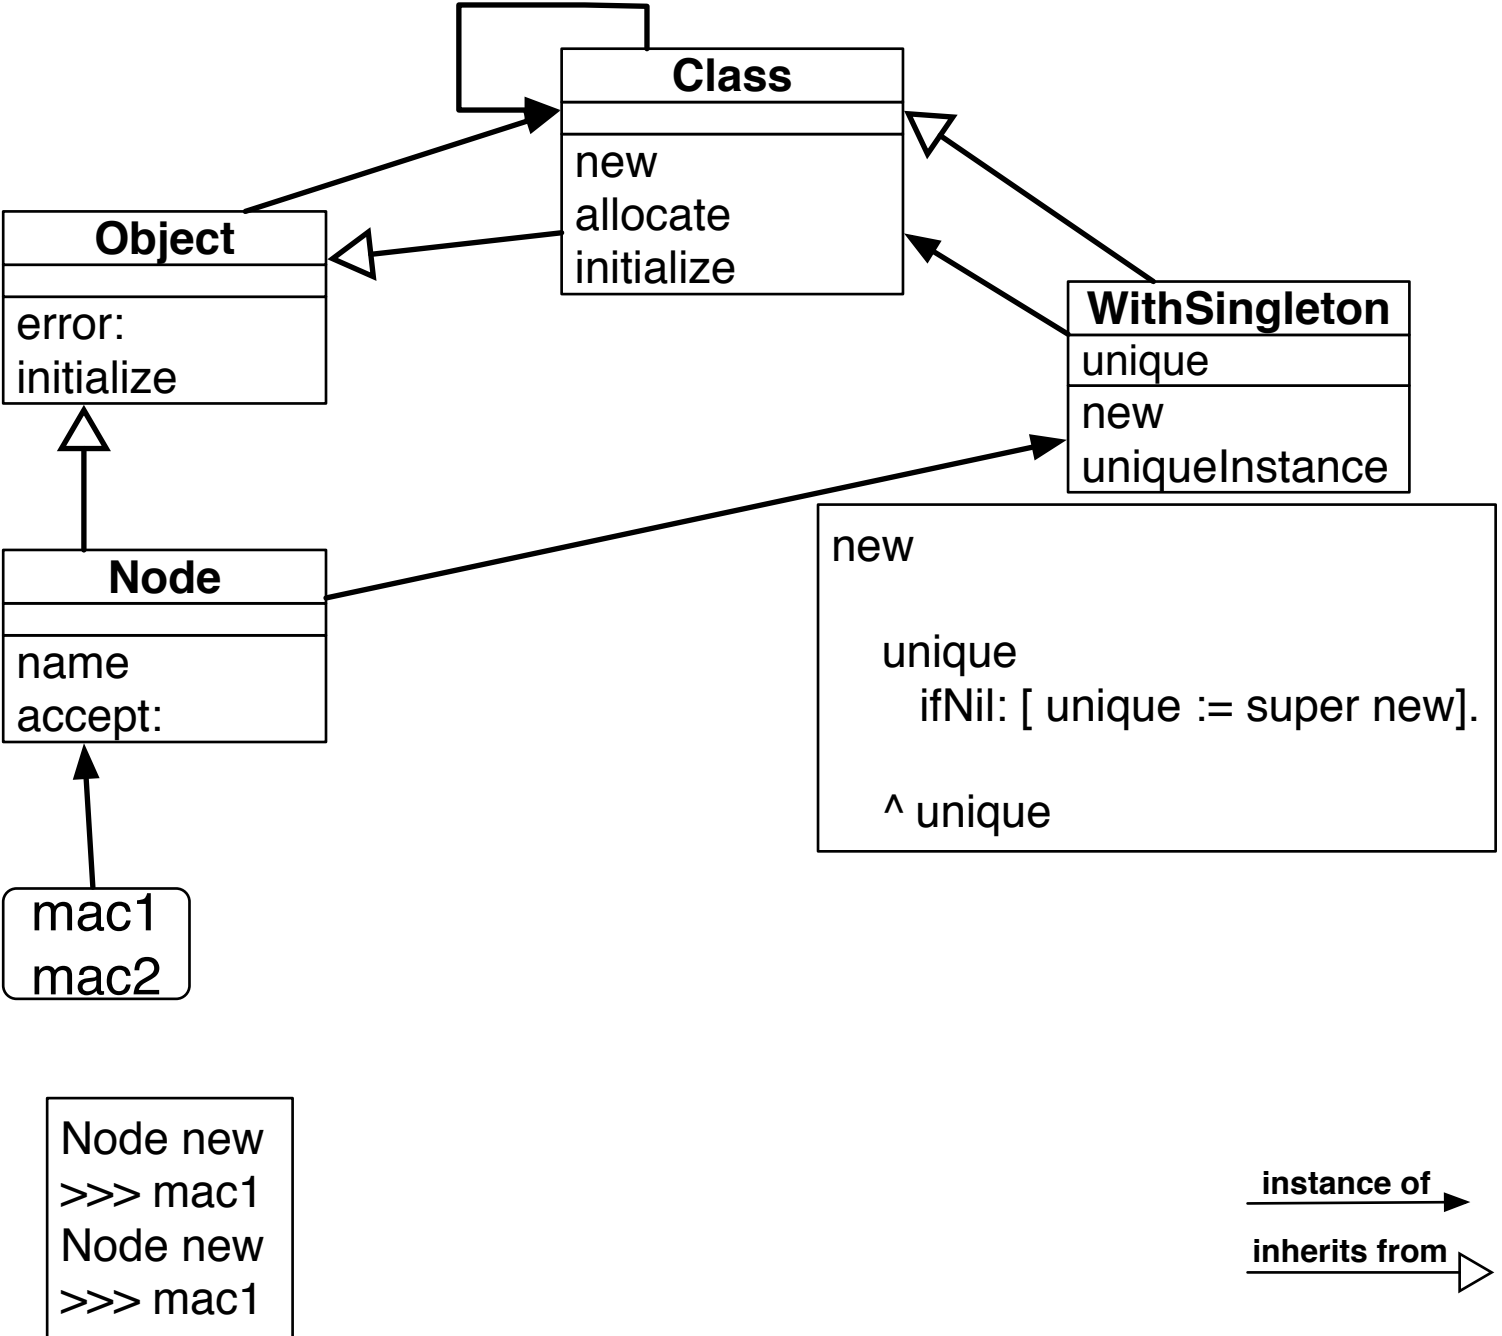 Class
new
allocate
initialize
Object
error:
initialize
WithSingleton
unique
new
uniqueInstance
new
unique
ifNil: [ unique := super new].
^ unique
Node
name
accept:
mac1
mac2
Node new
>>> mac1
Node new
>>> mac1
instance of
inherits from